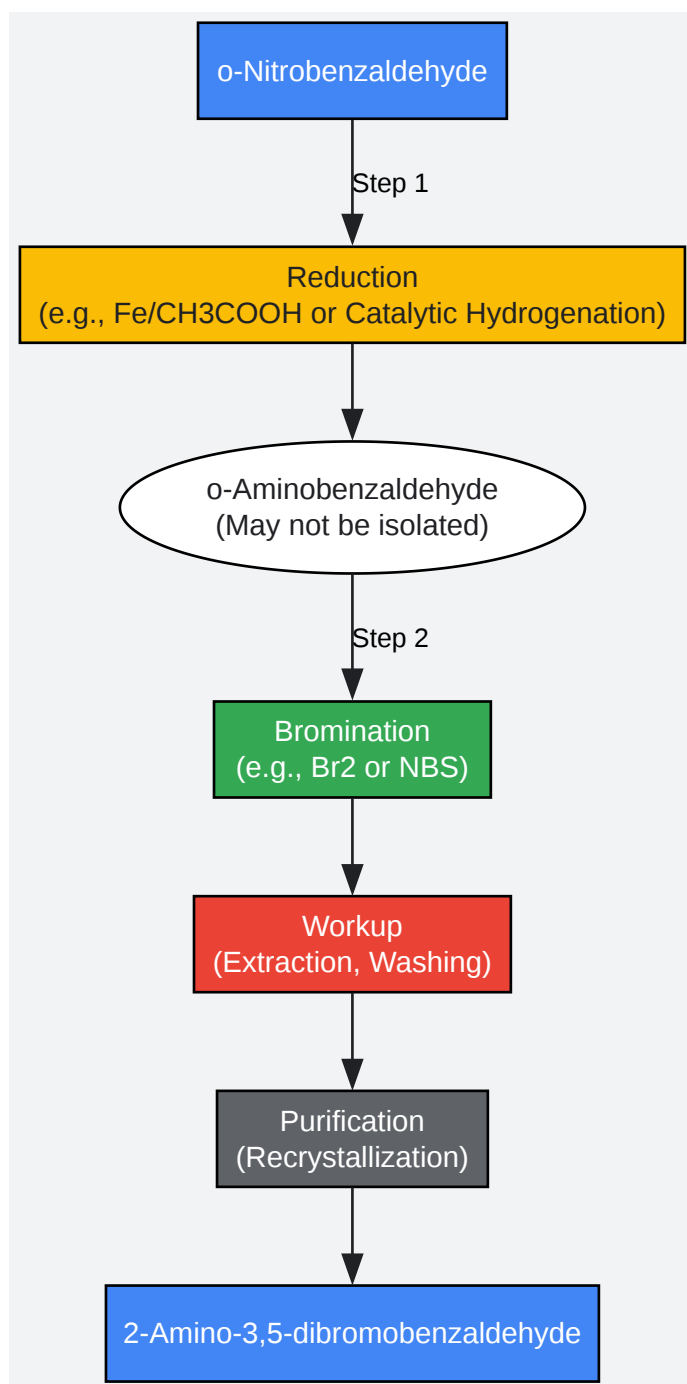 o-Nitrobenzaldehyde
Step 1
Reduction
(e.g., Fe/CH3COOH or Catalytic Hydrogenation)
o-Aminobenzaldehyde
(May not be isolated)
Step 2
Bromination
(e.g., Br2 or NBS)
Workup
(Extraction, Washing)
Purification
(Recrystallization)
2-Amino-3,5-dibromobenzaldehyde